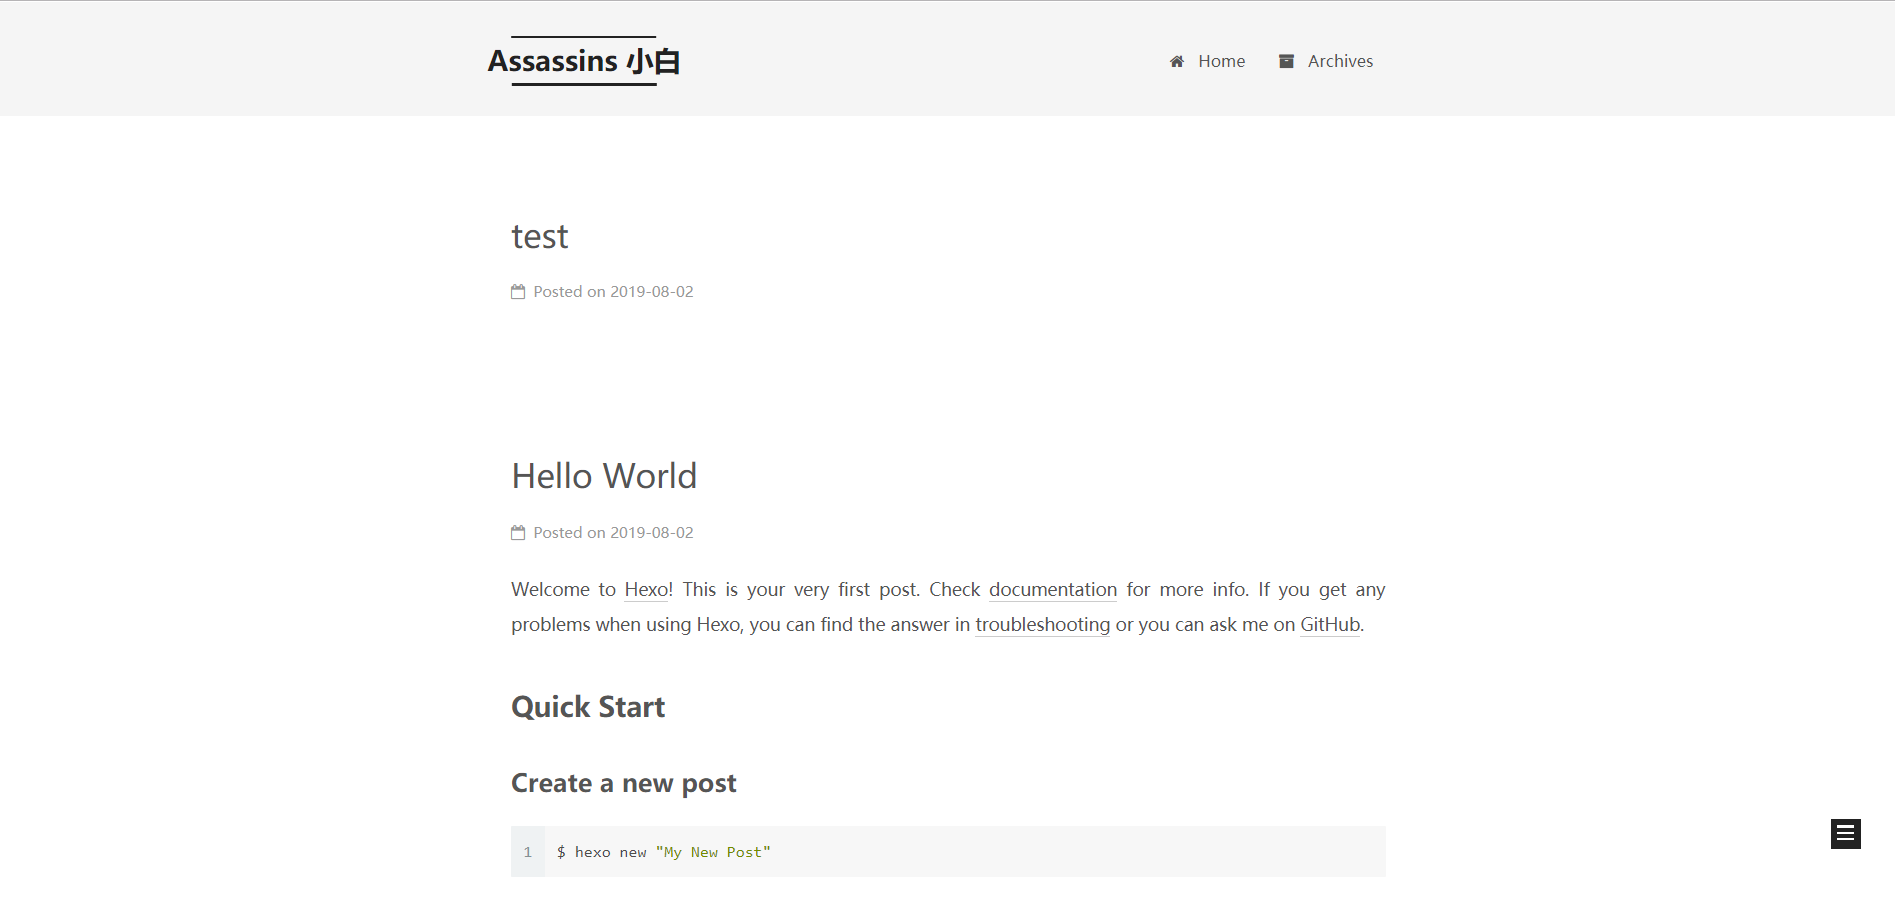 Assassins 小白
Home
Archives
test
Posted on 2019-08-02
Hello World
Posted on 2019-08-02
Welcome to Hexo! This is your very first post. Check documentation for more info. If you get any
problems when using Hexo, you can find the answer in troubleshooting or you can ask me on GitHub.
Quick Start
Create a new post
1 $ hexo new "My New Post"